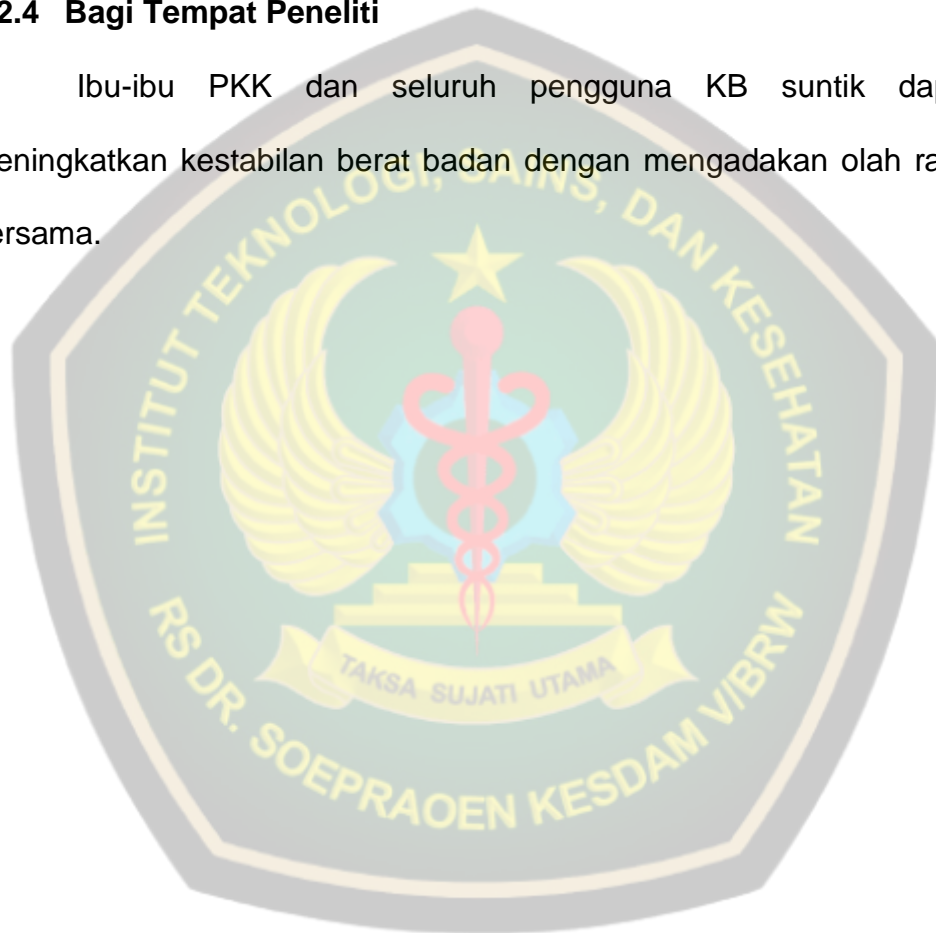 2.4 Bagi Tempat Peneliti
Ibu-ibu PKK dan seluruh pengguna KB suntik da
eningkatkan kestabilan berat badan dengan mengadakan olah ra
ersama.
INSTITUT TEKNOLOGI, SAINS, DAN KESEHATAN
TAKSA SUJATI UTAMA
RS DR. SOEPRAOEN KESDAM V/BRW